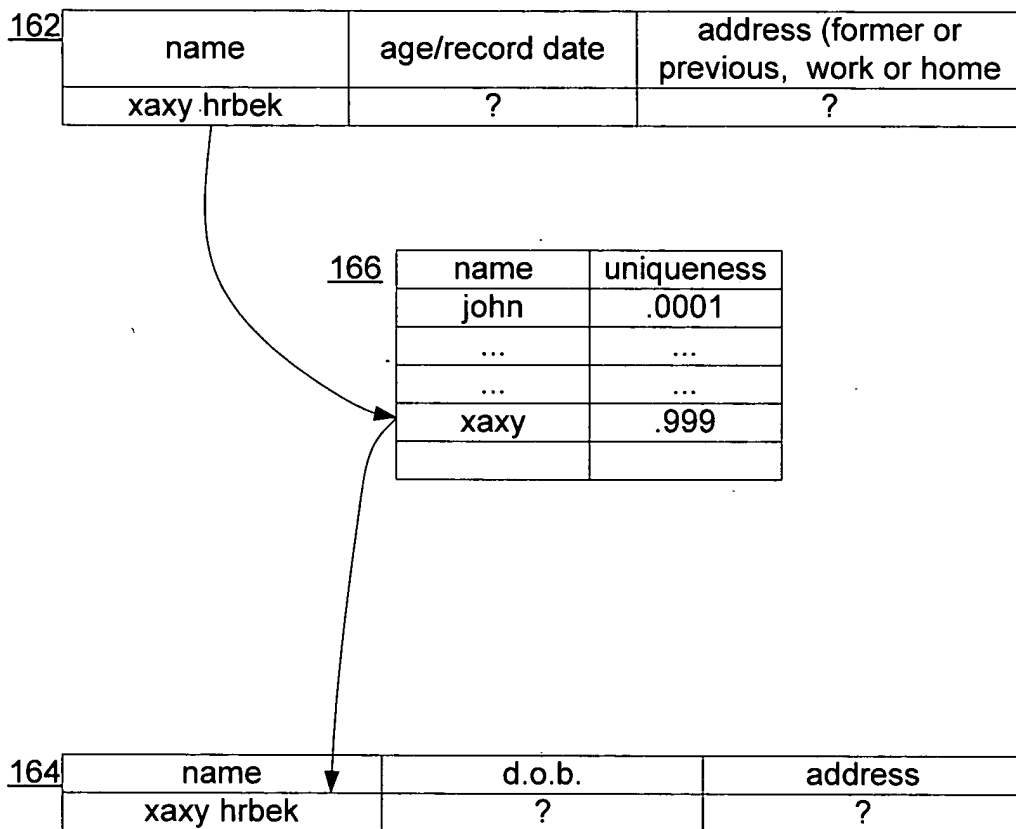 162
name age/record date address (former or
previous, work or home
xaxy hrbek ? ?
166 name uniqueness
john .0001
... ...
... ...
xaxy .999
164 name d.o.b. address
xaxy hrbek ? ?